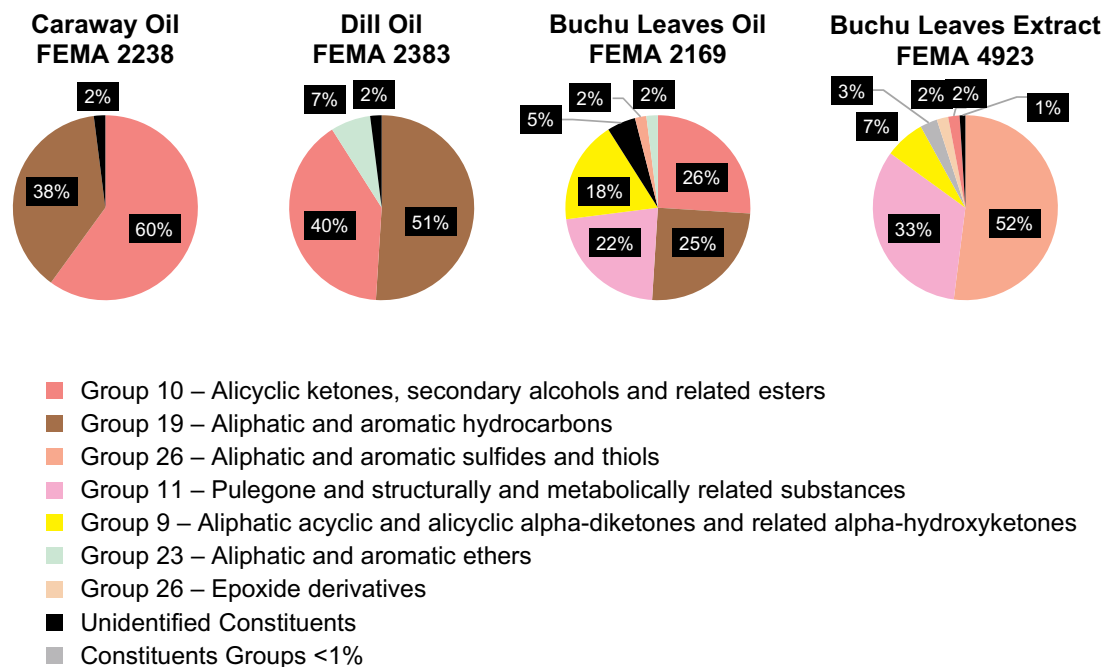 Caraway Oil
FEMA 2238
2%
38%
60%
Dill Oil
FEMA 2383
7%
2%
40%
51%
Buchu Leaves Oil
FEMA 2169
2%
2%
5%
18%
26%
22%
25%
Buchu Leaves Extract
FEMA 4923
3%
2%
2%
1%
7%
33%
52%
Group 10 – Alicyclic ketones, secondary alcohols and related esters
Group 19 – Aliphatic and aromatic hydrocarbons
Group 26 – Aliphatic and aromatic sulfides and thiols
Group 11 – Pulegone and structurally and metabolically related substances
Group 9 – Aliphatic acyclic and alicyclic alpha-diketones and related alpha-hydroxyketones
Group 23 – Aliphatic and aromatic ethers
Group 26 – Epoxide derivatives
Unidentified Constituents
Constituents Groups <1%